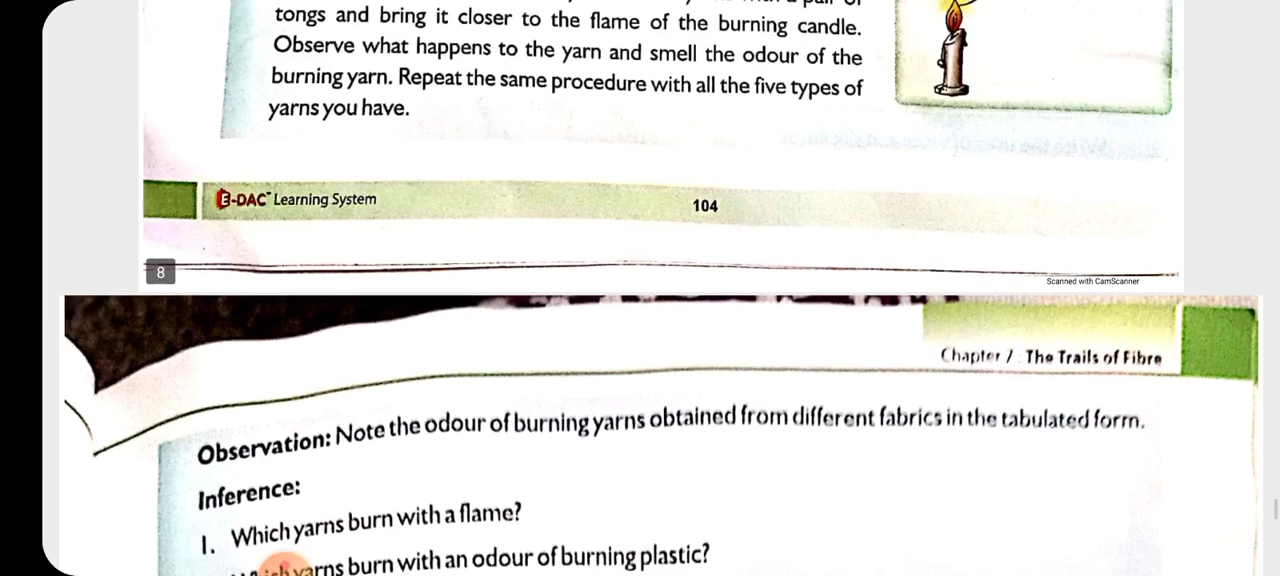 tongs and bring it closer to the flame of the burning candle.
Observe what happens to the yarn and smell the odour of the
burning yarn. Repeat the same procedure with all the five types of
yarns you have.
E-DAC™ Learning System
104
8
Scanned with CamScanner
Chapter 7 : The Trails of Fibre
Observation: Note the odour of burning yarns obtained from different fabrics in the tabulated form.
Inference:
1. Which yarns burn with a flame?
yarns burn with an odour of burning plastic?